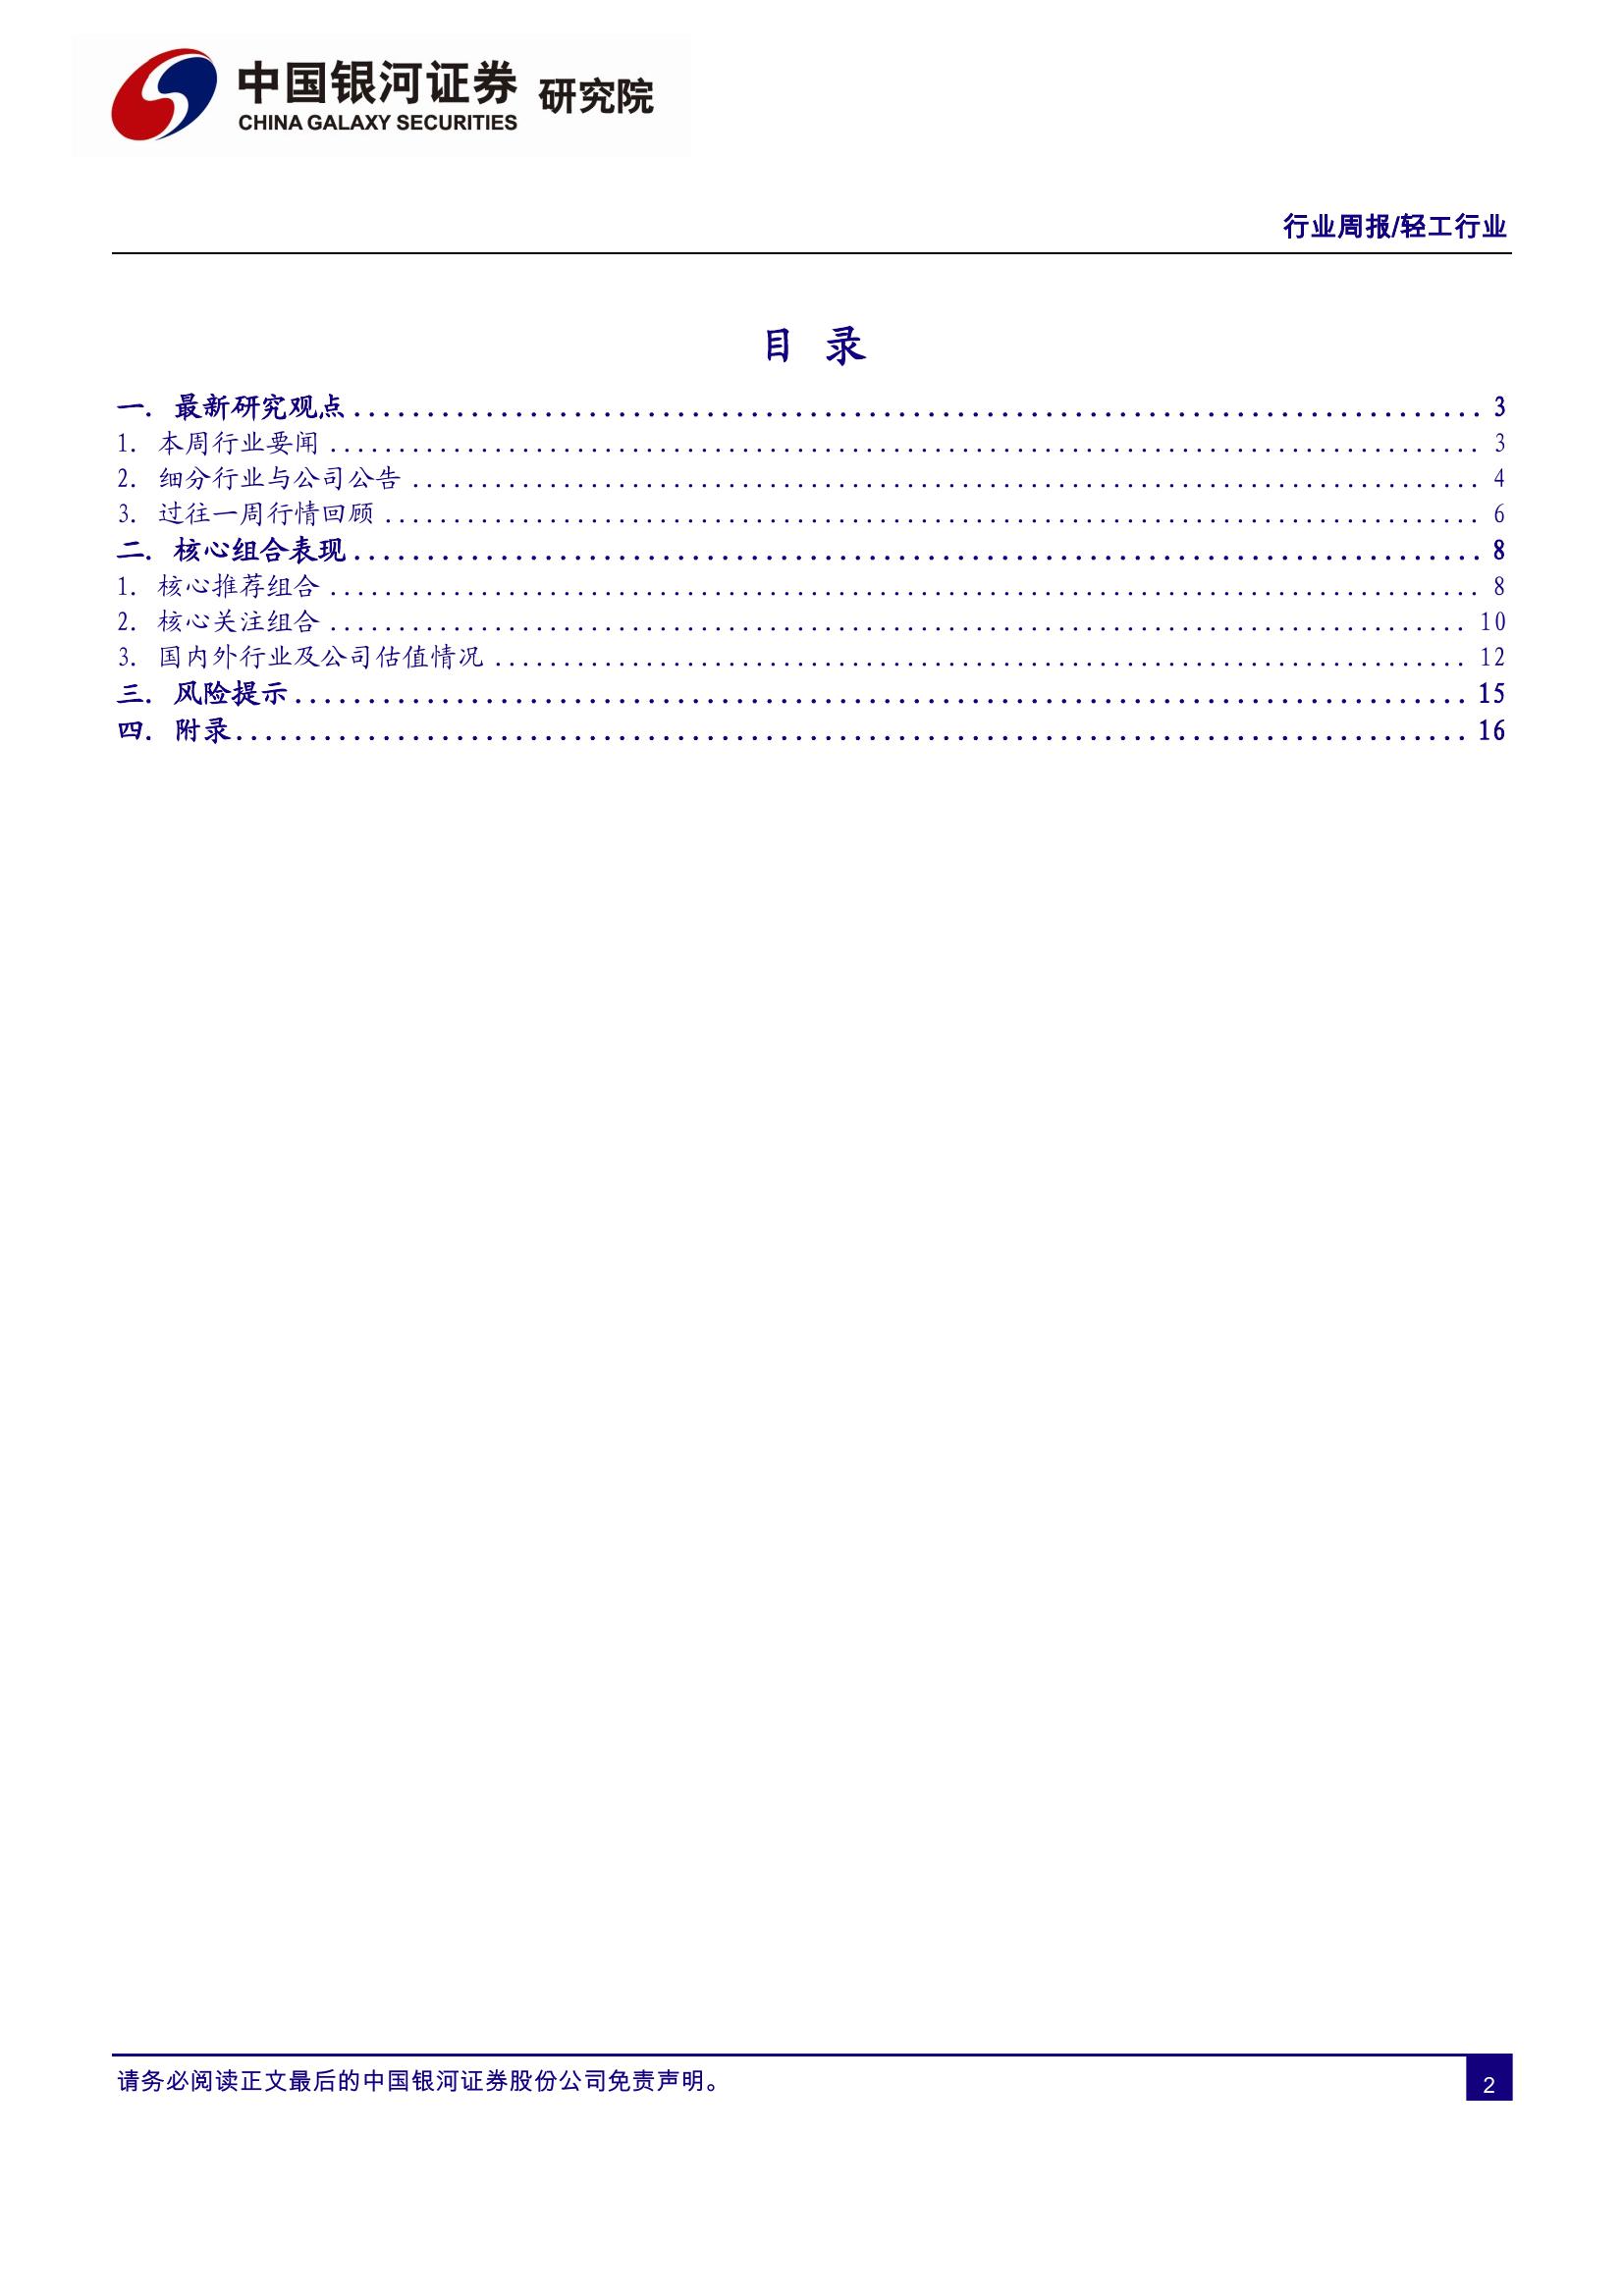 中国银河证券 研究院
CHINA GALAXY SECURITIES
行业周报/轻工行业
目 录
一. 最新研究观点................................................................................ 3
1. 本周行业要闻................................................................................ 3
2. 细分行业与公司公告................................................................................ 4
3. 过往一周行情回顾................................................................................ 6
二. 核心组合表现................................................................................ 8
1. 核心推荐组合................................................................................ 8
2. 核心关注组合................................................................................ 10
3. 国内外行业及公司估值情况................................................................................ 12
三. 风险提示................................................................................ 15
四. 附录................................................................................ 16
请务必阅读正文最后的中国银河证券股份公司免责声明。
2